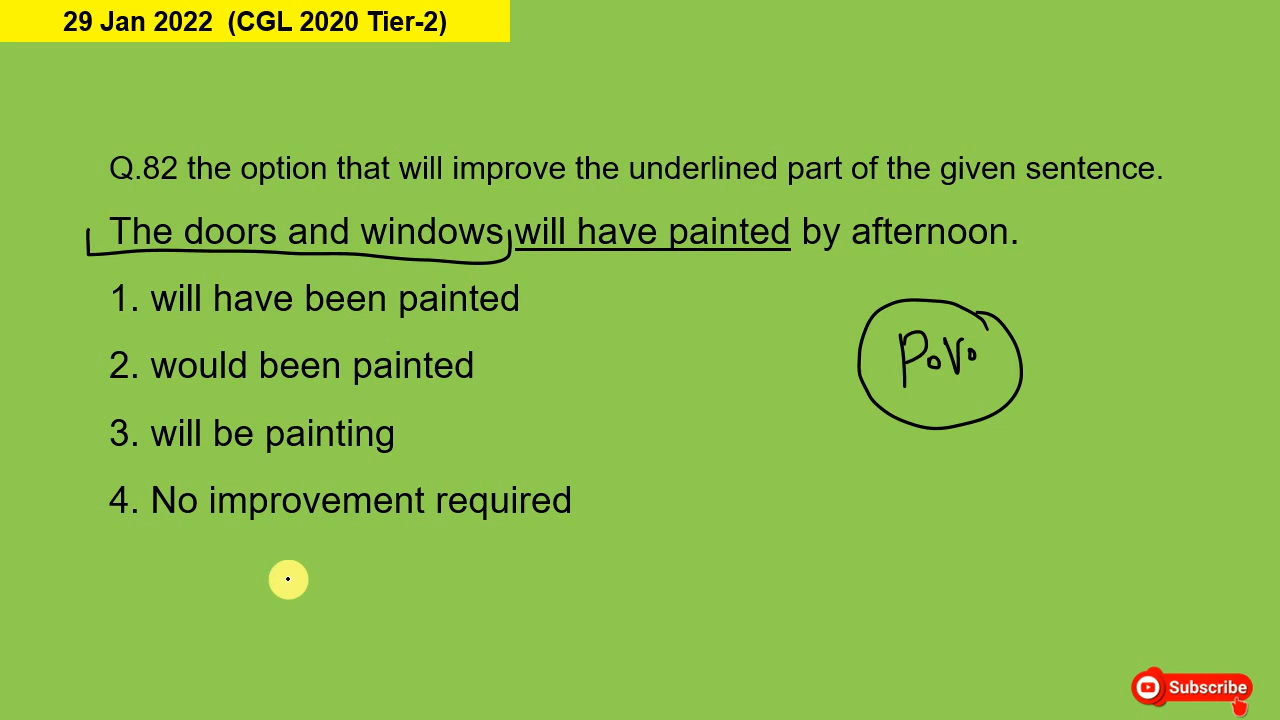 29 Jan 2022 (CGL 2020 Tier-2)
Q.82 the option that will improve the underlined part of the given sentence.
The doors and windows will have painted by afternoon.
1. will have been painted
2. would been painted
3. will be painting
4. No improvement required
P.V.
Subscribe